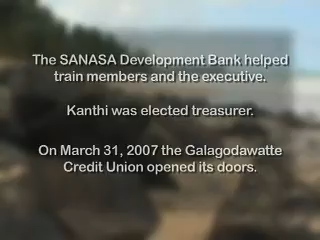 The SANASA Development Bank helped
train members and the executive.
Kanthi was elected treasurer.
On March 31, 2007 the Galagodawatte
Credit Union opened its doors.